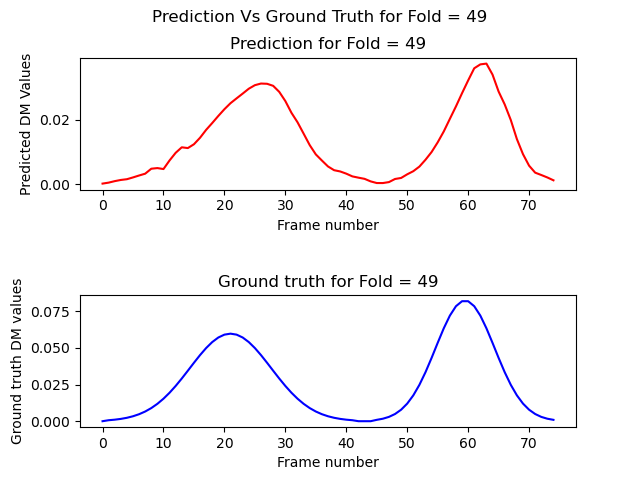 Prediction Vs Ground Truth for Fold = 49
Prediction for Fold = 49
Predicted DM Values
0.02
0.00
0 10 20 30 40 50 60 70
Frame number
Ground truth for Fold = 49
Ground truth DM values
0.075
0.050
0.025
0.000
0 10 20 30 40 50 60 70
Frame number